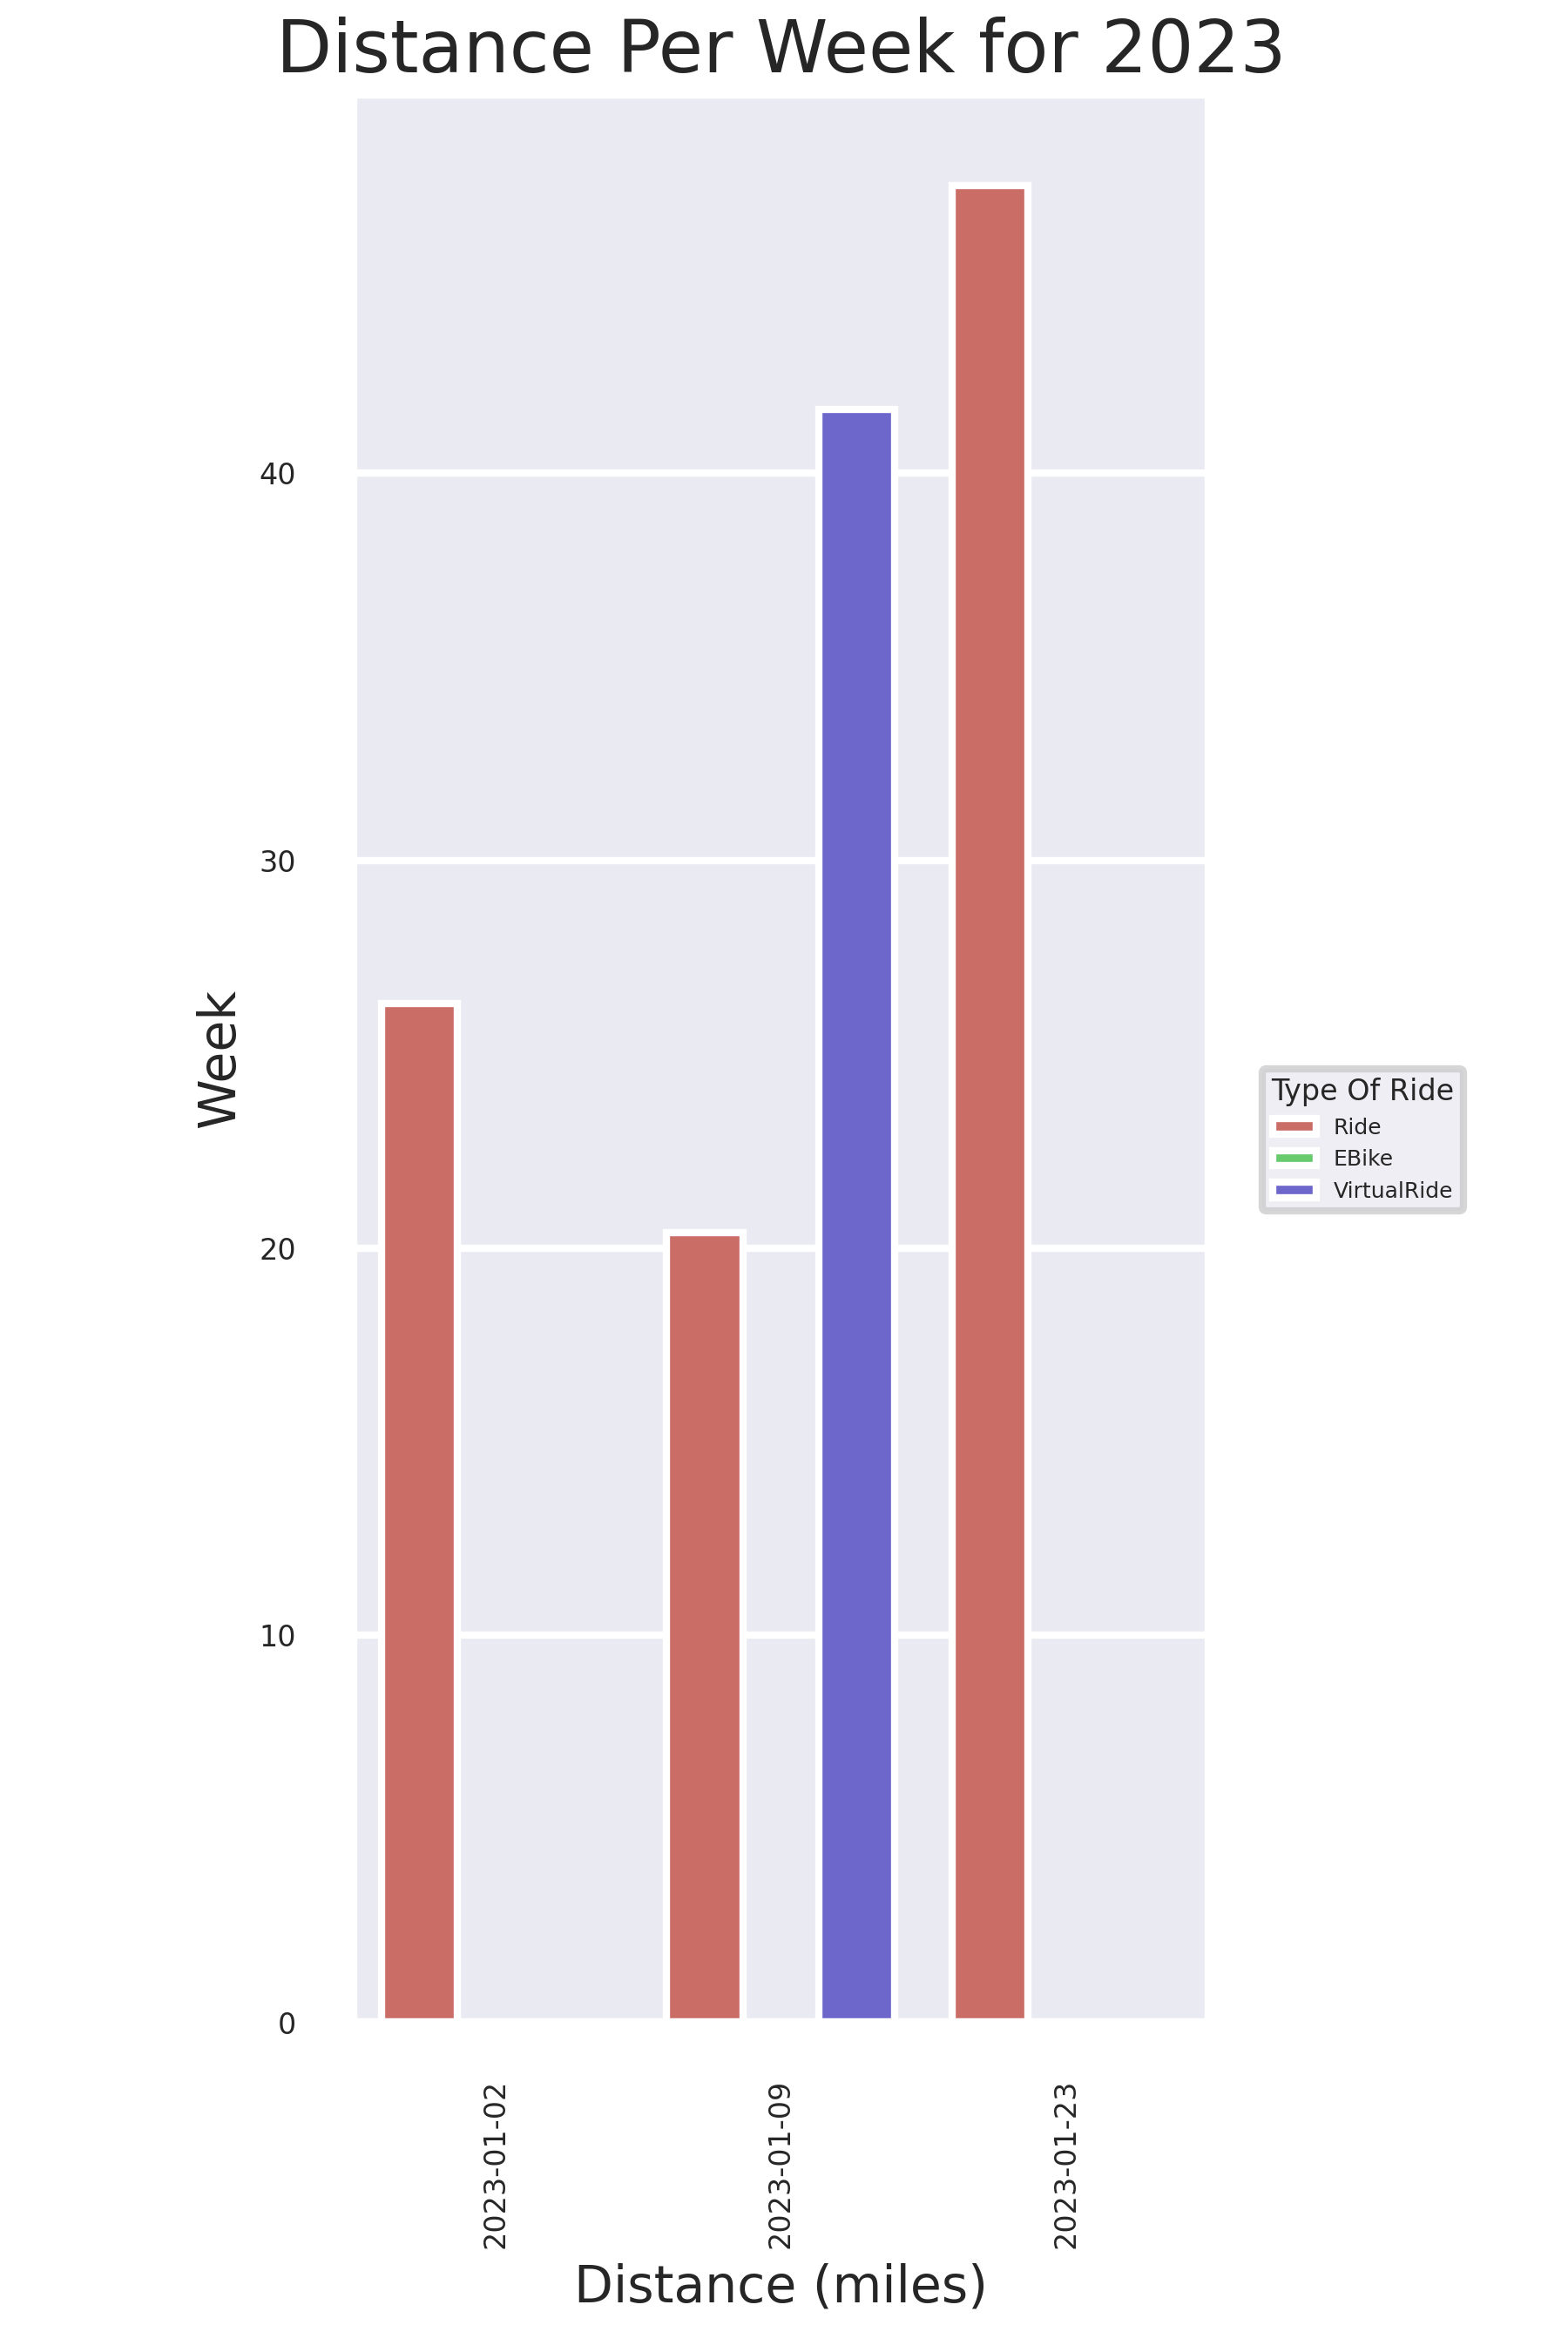 Distance Per Week for 2023
40
30
20
10
0
Week
Type Of Ride
Ride
EBike
VirtualRide
2023-01-02
2023-01-09
2023-01-23
Distance (miles)